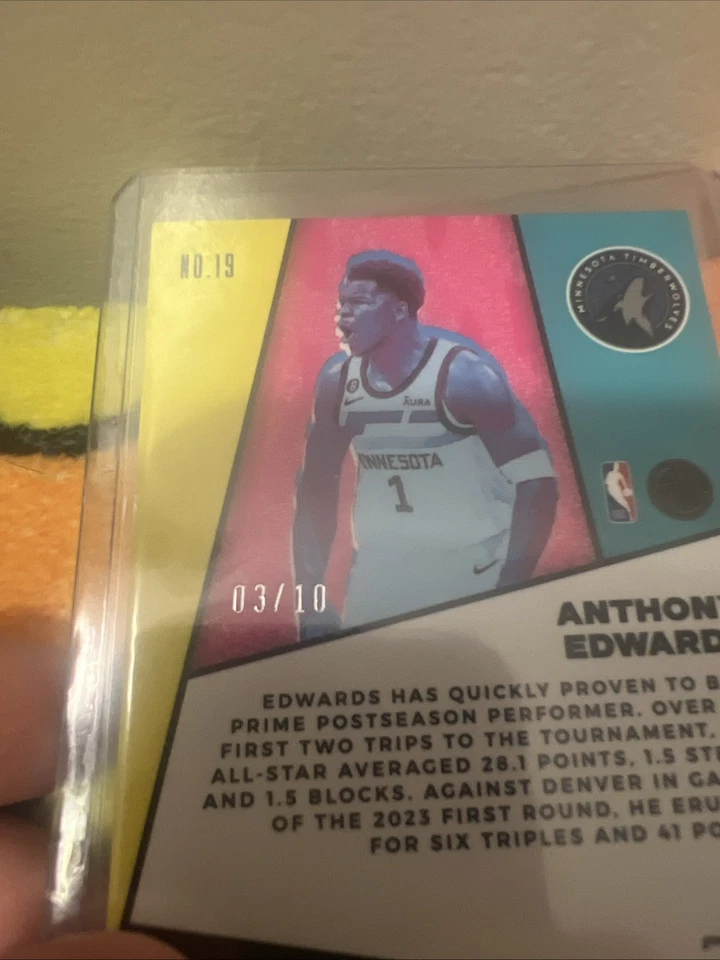 NO.19
MINNESOTA TIMBERWOLVES
AURA
INNESOTA
1
03/10
ANTHON
EDWARD
EDWARDS HAS QUICKLY PROVEN TO B
PRIME POSTSEASON PERFORMER. OVER
FIRST TWO TRIPS TO THE TOURNAMENT,
ALL-STAR AVERAGED 28.1 POINTS, 1.5 STE
AND 1.5 BLOCKS. AGAINST DENVER IN GA
OF THE 2023 FIRST ROUND, HE ERU
FOR SIX TRIPLES AND 41 PO